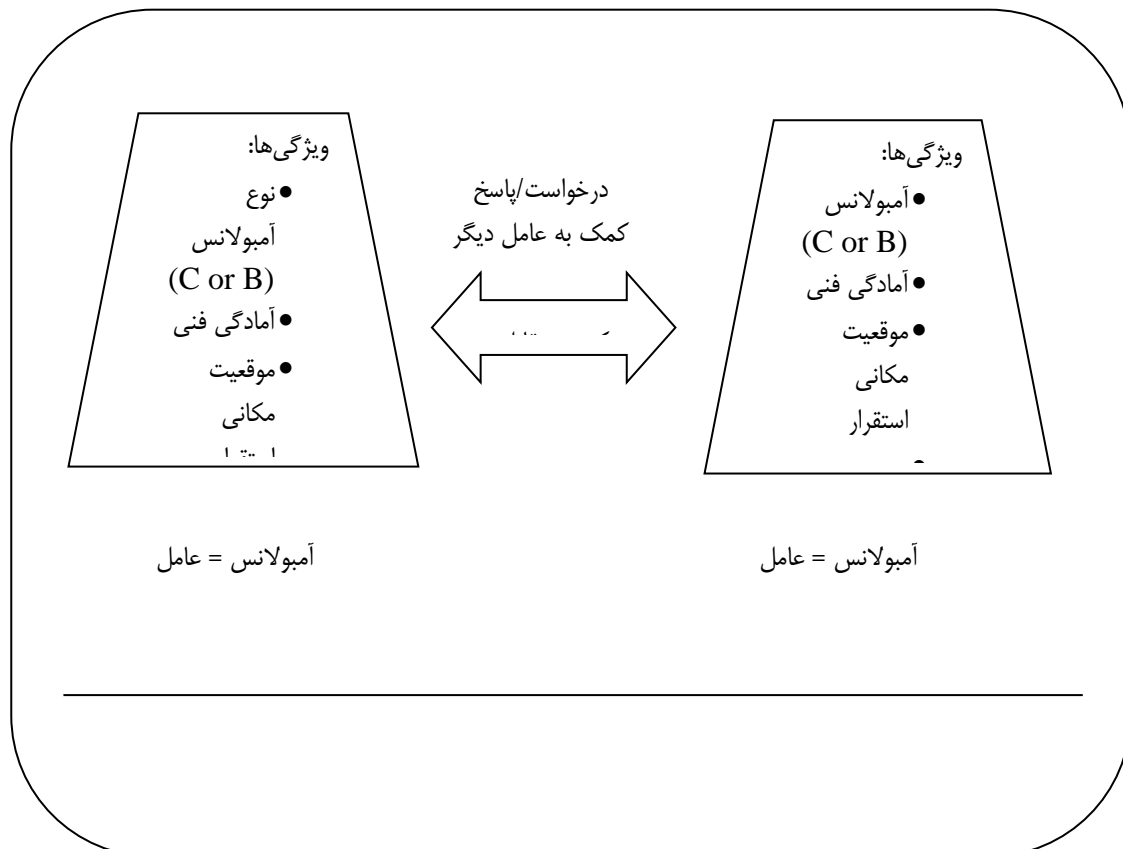 ویژگی‌ها:
● آمبولانس
(C or B)
● آمادگی فنی
● موقعیت
مکانی
استقرار
درخواست/پاسخ
کمک به عامل دیگر
ویژگی‌ها:
● نوع
آمبولانس
(C or B)
● آمادگی فنی
● موقعیت
مکانی
آمبولانس = عامل
آمبولانس = عامل